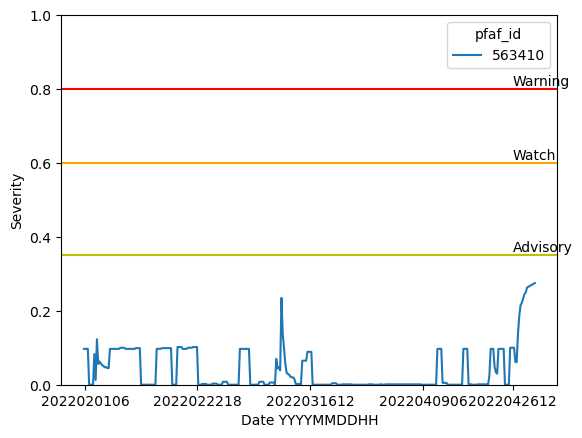 1.0
0.8
0.6
0.4
0.2
0.0
Severity
pfaf_id
563410
Warning
Watch
Advisory
2022020106
2022022218
2022031612
2022040906
2022042612
Date YYYYMMDDHH